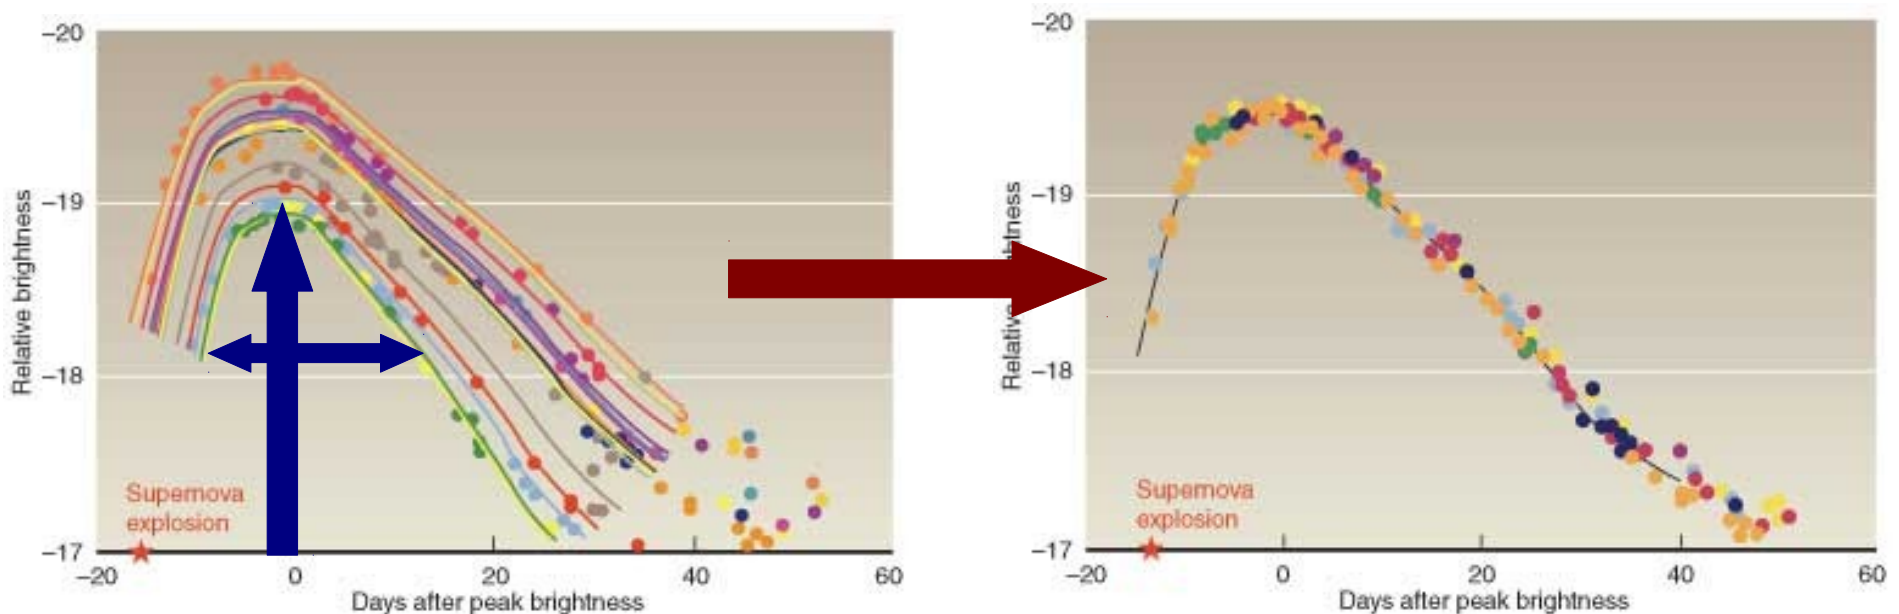 −20
−19
−18
−17
Relative brightness
Supernova
explosion
−20
0
20
40
60
Days after peak brightness
−20
−19
−18
−17
Relative brightness
Supernova
explosion
−20
0
20
40
60
Days after peak brightness